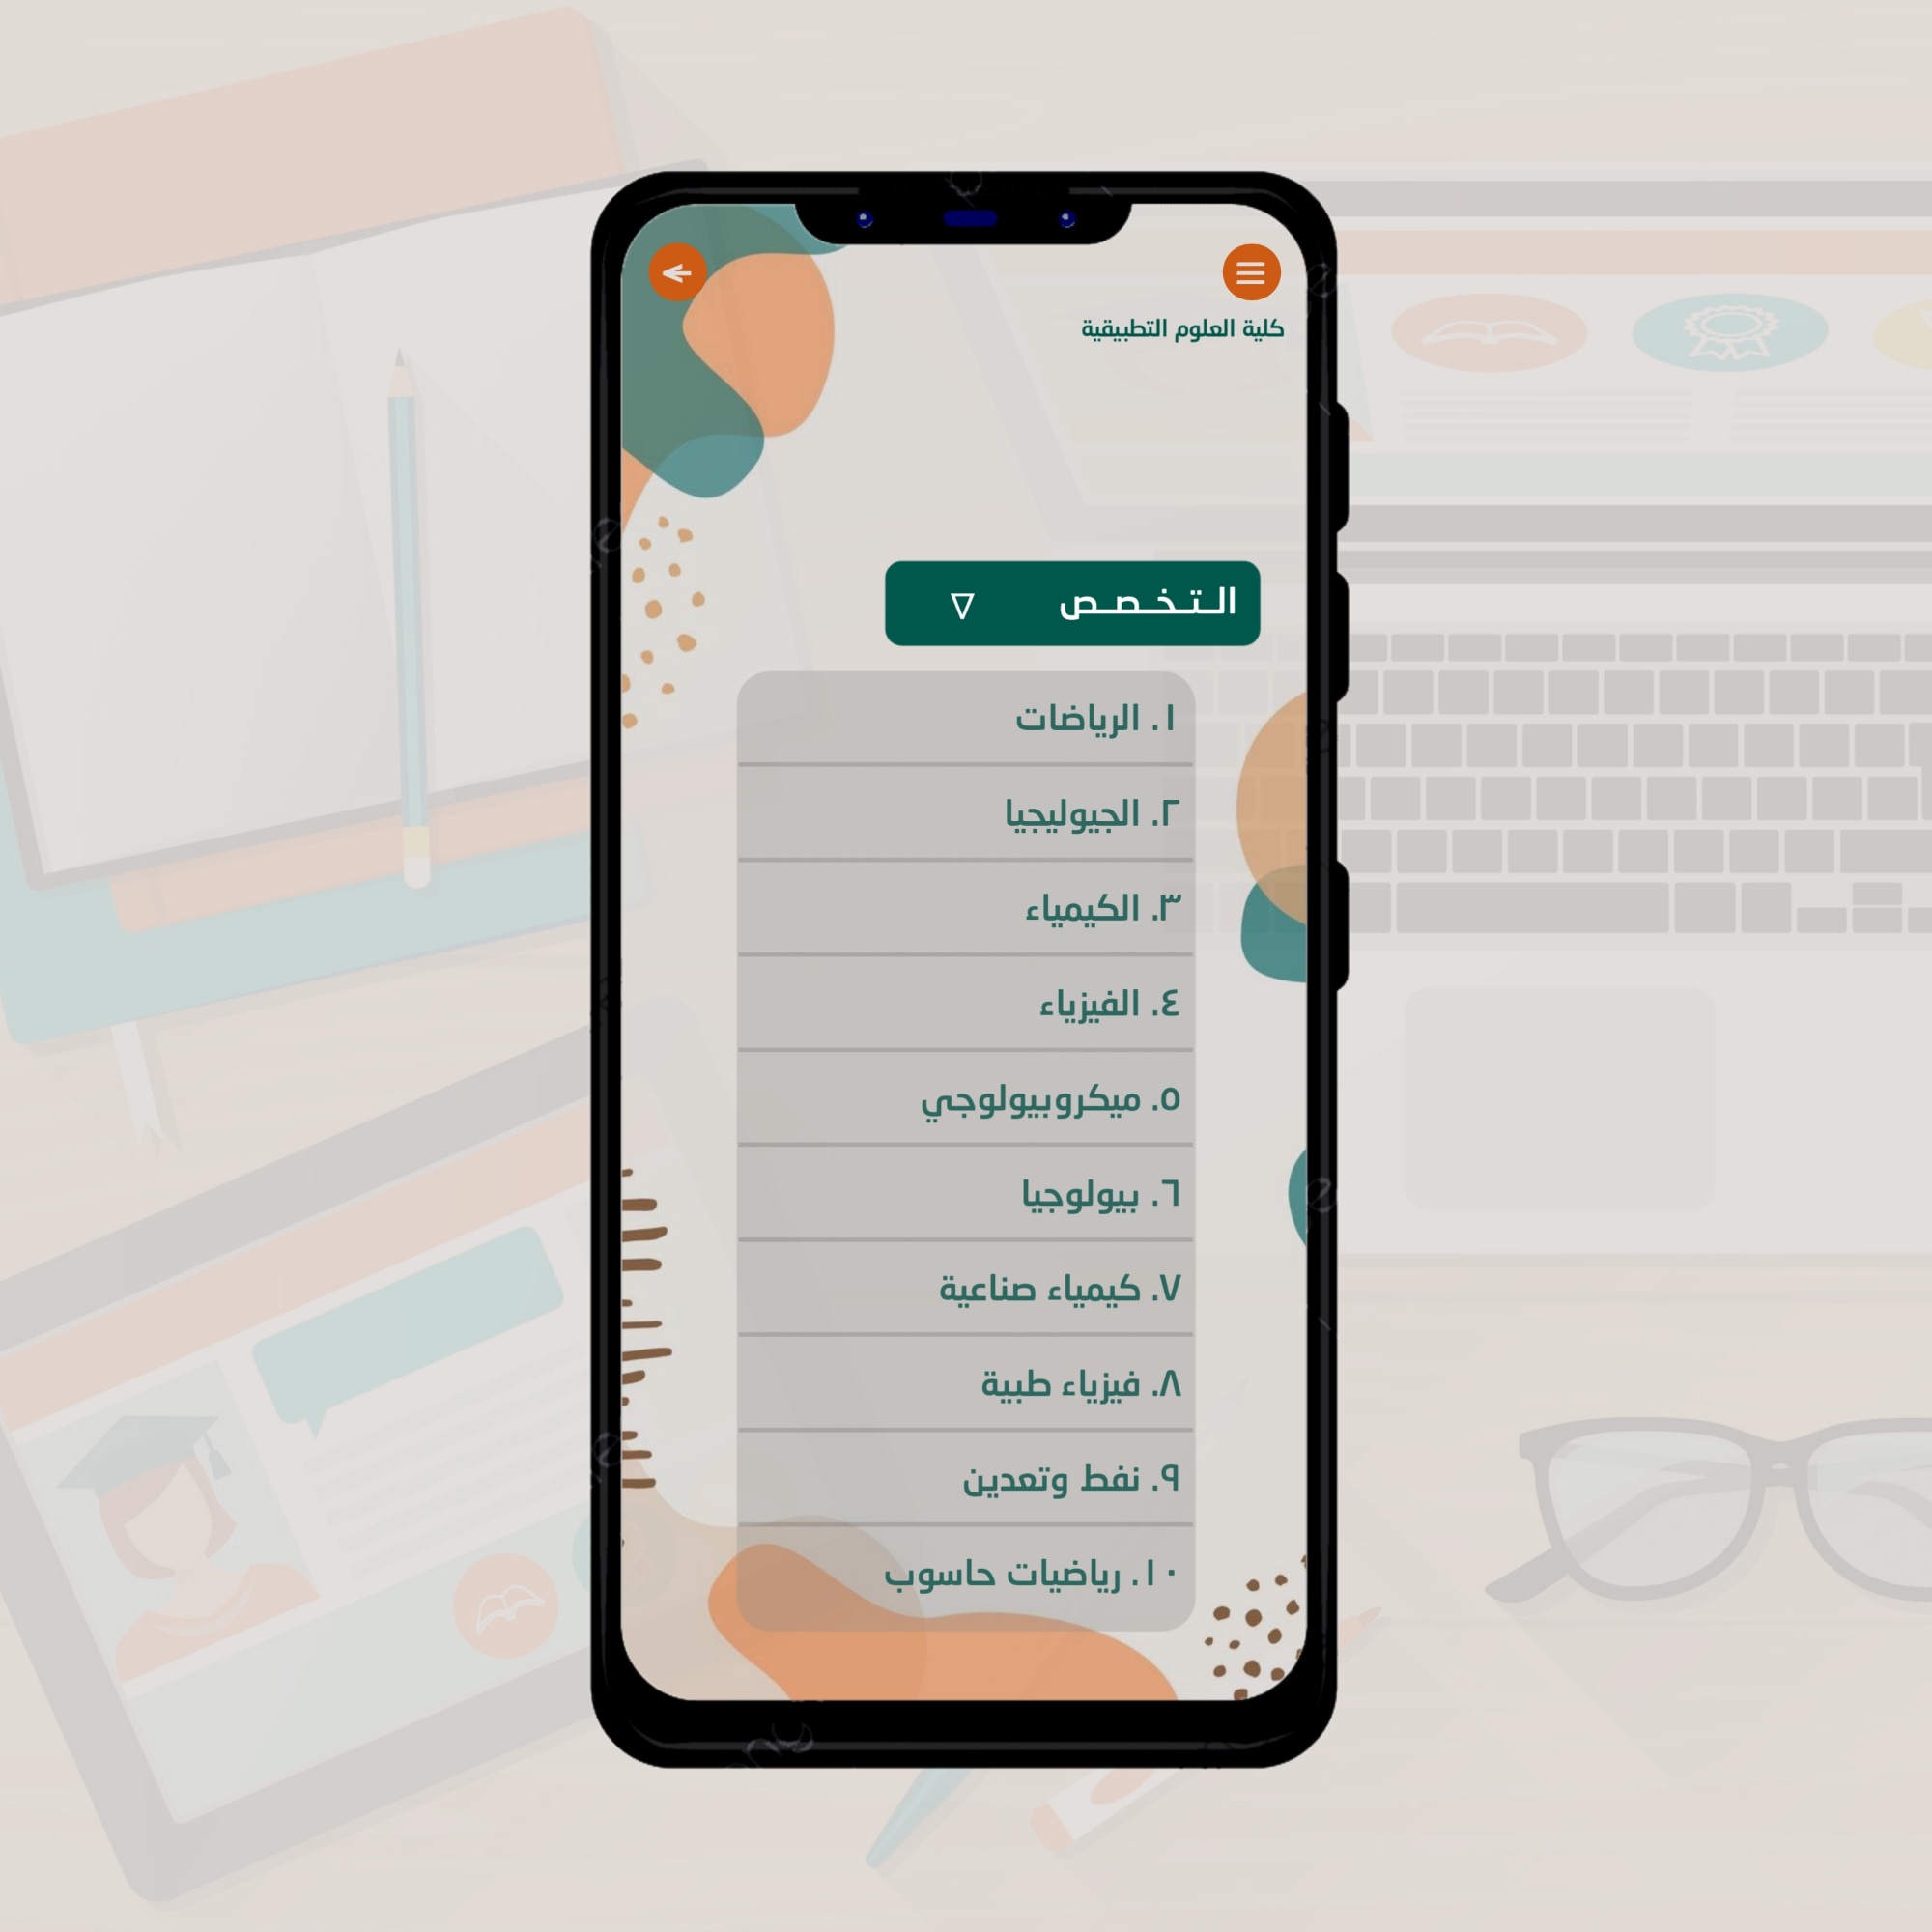 كلية العلوم التطبيقية
الـتـخـصـص
١. الرياضات
٢. الجيوليجيا
٣. الكيمياء
٤. الفيزياء
٥. ميكروبيولوجي
٦. بيولوجيا
٧. كيمياء صناعية
٨. فيزياء طبية
٩. نفط وتعدين
١٠. رياضيات حاسوب